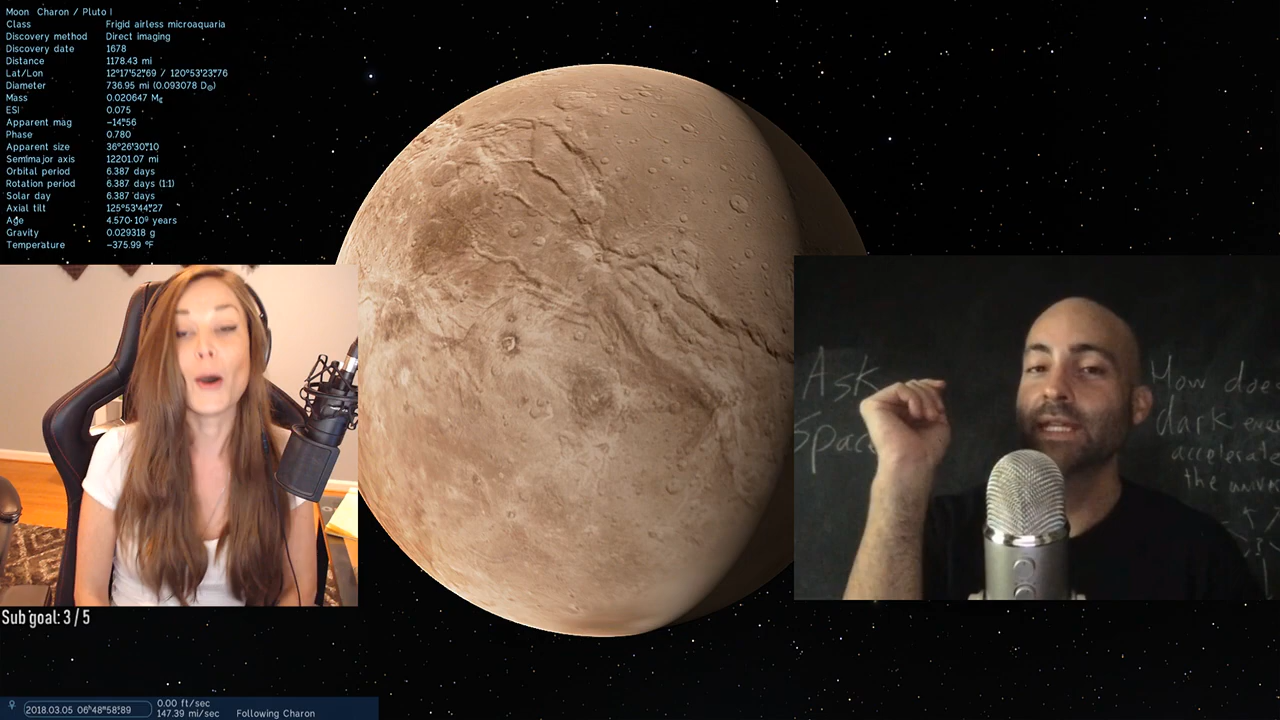 Moon Charon / Pluto I
Class Frigid airless microaquaria
Discovery method Direct imaging
Discovery date 1678
Distance 1178.43 mi
Lat/Lon 12°17'52"69 / 120°53'23"76
Diameter 736.95 mi (0.093078 D⊕)
Mass 0.020647 M
ESI 0.075
Apparent mag −14.56
Phase 0.780
Apparent size 36°26'30"10
Semimajor axis 12201.07 mi
Orbital period 6.387 days
Rotation period 6.387 days (1:1)
Solar day 6.387 days
Axial tilt 125°53'44"27
Age 4.570·10⁹ years
Gravity 0.029318 g
Temperature −375.99 °F
Ask
Space
How does
dark
accelerate
the
Sub goal: 3 / 5
2018.03.05 06ʰ48ᵐ58ˢ89
0.00 ft/sec
147.39 mi/sec Following Charon